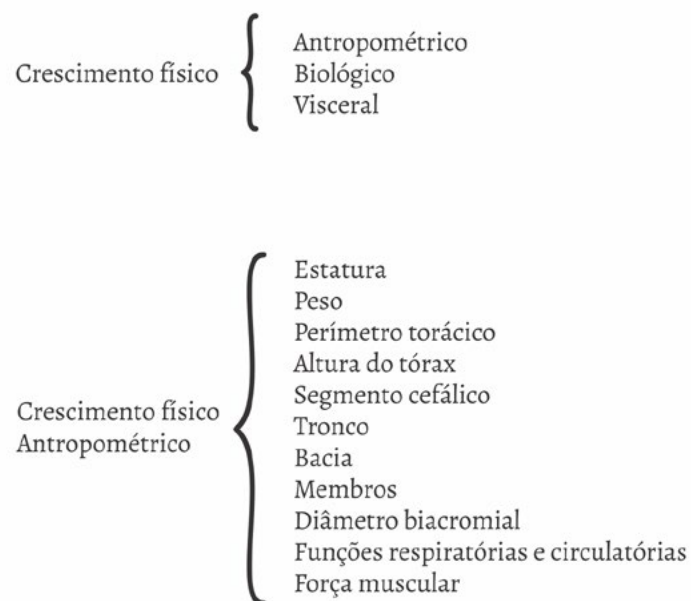 Crescimento físico
Antropométrico
Biológico
Visceral
Crescimento físico
Antropométrico
Estatura
Peso
Perímetro torácico
Altura do tórax
Segmento cefálico
Tronco
Bacia
Membros
Diâmetro biacromial
Funções respiratórias e circulatórias
Força muscular